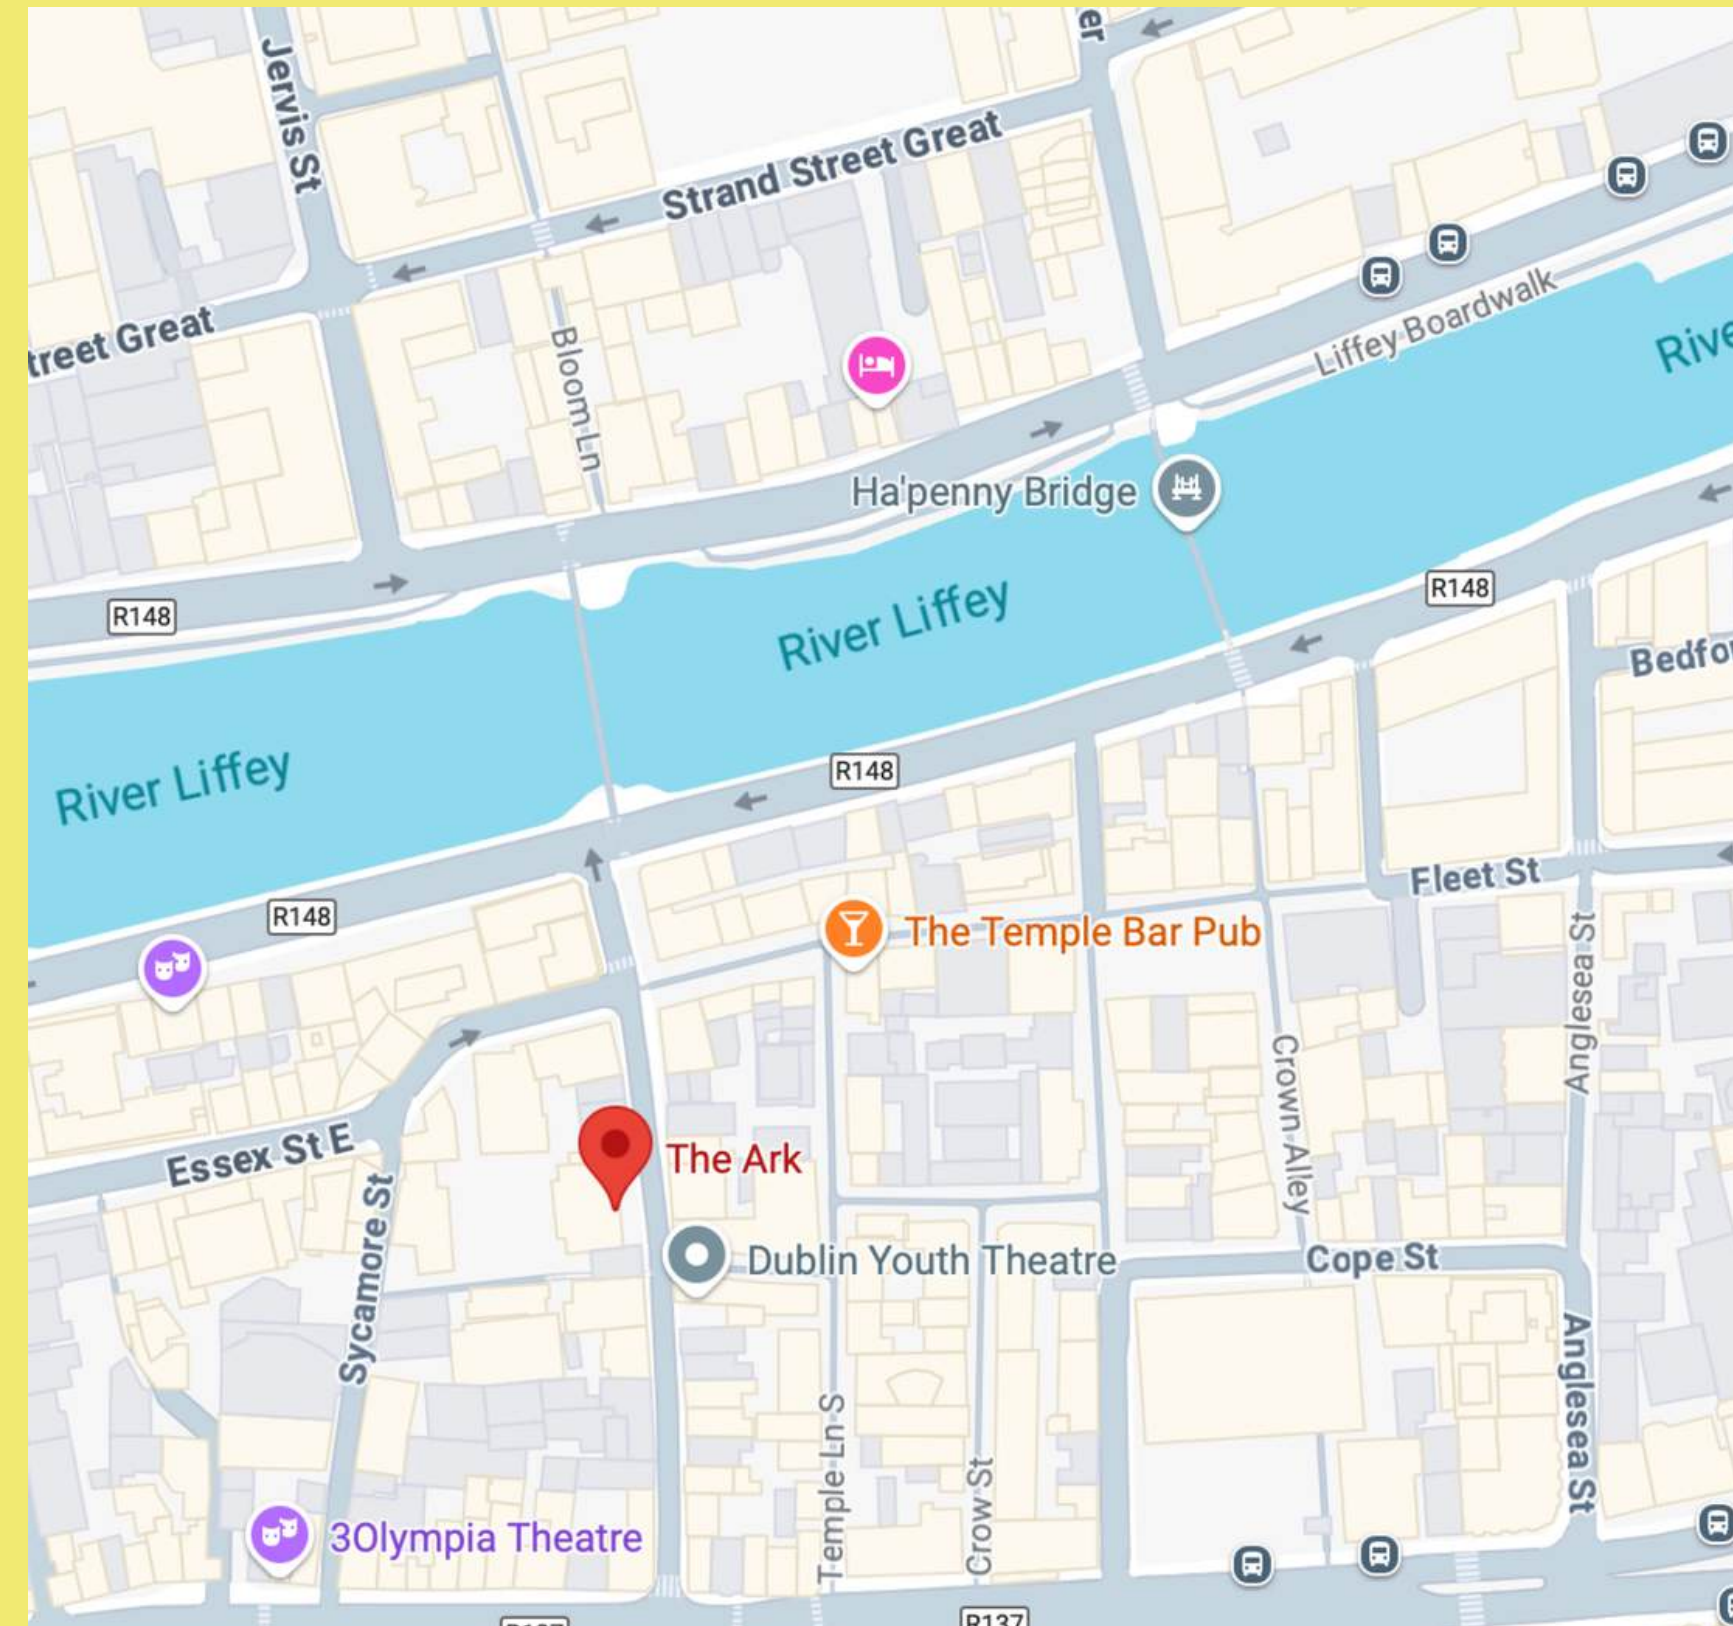 er
Jervis St
Strand Street Great
treet Great
Bloom Ln
Liffey Boardwalk
Rive
Ha'penny Bridge
R148
R148
River Liffey
Bedfo
River Liffey
R148
Fleet St
R148
The Temple Bar Pub
Anglesea St
Crown Alley
Essex St E
The Ark
Sycamore St
Dublin Youth Theatre
Cope St
Anglesea St
Temple Ln S
Crow St
3Olympia Theatre
R137